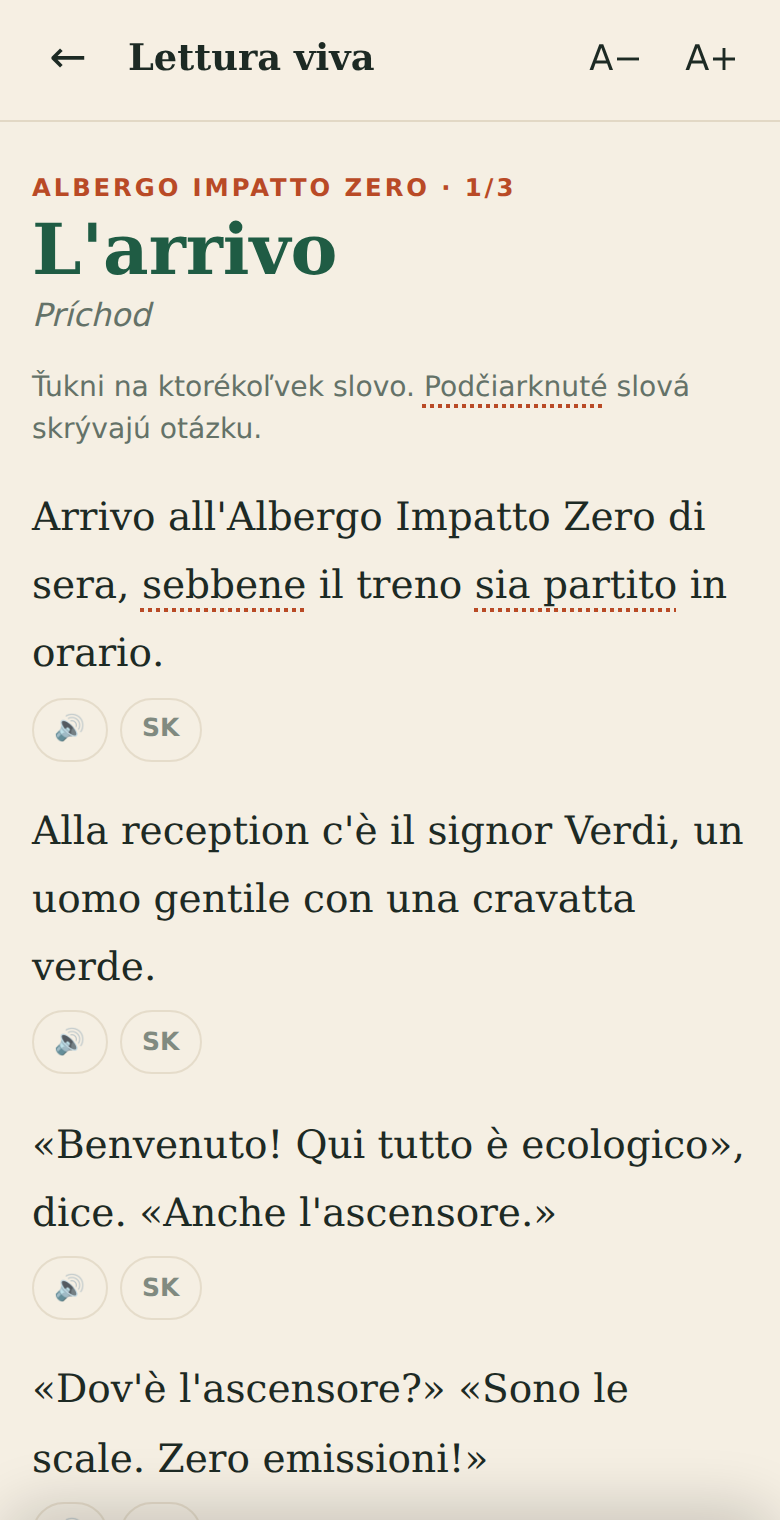 ← Lettura viva A− A+
ALBERGO IMPATTO ZERO · 1/3
L'arrivo
Príchod
Ťukni na ktorékoľvek slovo. Podčiarknuté slová
skrývajú otázku.
Arrivo all'Albergo Impatto Zero di
sera, sebbene il treno sia partito in
orario.
🔊 SK
Alla reception c'è il signor Verdi, un
uomo gentile con una cravatta
verde.
🔊 SK
«Benvenuto! Qui tutto è ecologico»,
dice. «Anche l'ascensore.»
🔊 SK
«Dov'è l'ascensore?» «Sono le
scale. Zero emissioni!»